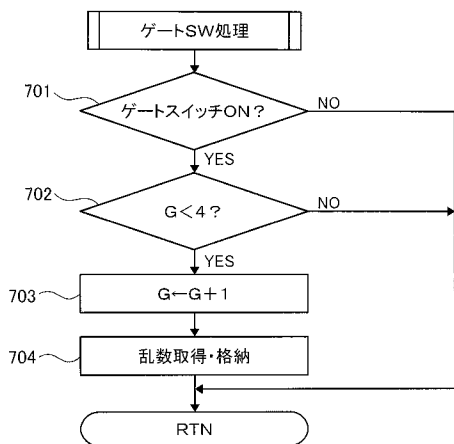 ゲートSW処理
701
ゲートスイッチON?
NO
YES
702
G<4?
NO
YES
703
G←G+1
704
乱数取得・格納
RTN